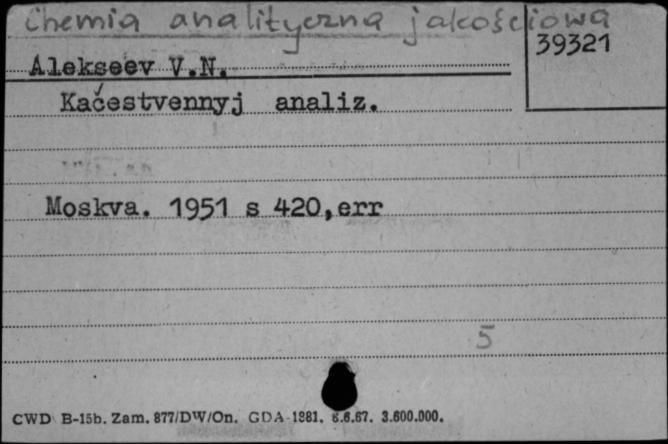 Chemia analityczna jakościowa
39321
Alekseev V.N.
Kačestvennyj analiz.
Moskva. 1951 s 420,err
5
CWD B-15b. Zam. 877/DW/On. GDA-1881. 6.6.67. 3.600.000.